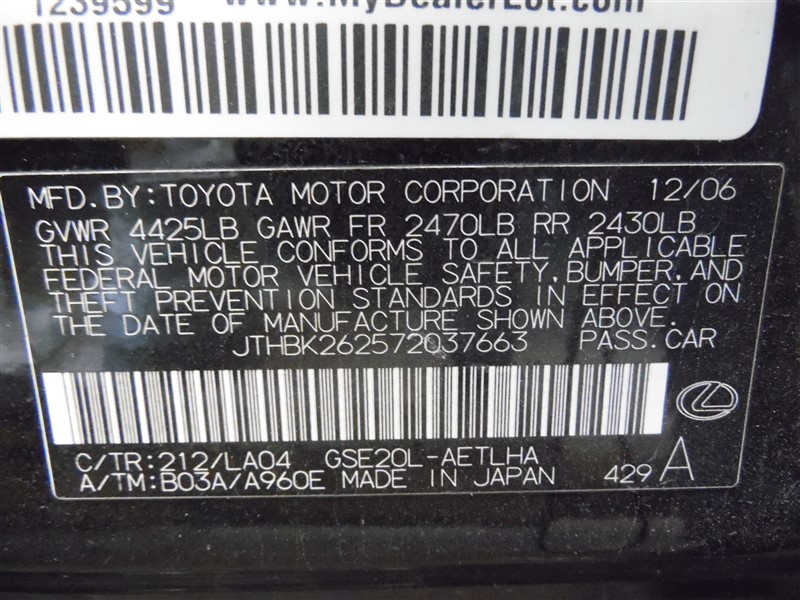 1239599 www.MyDealerLot.com
MFD.BY:TOYOTA MOTOR CORPORATION 12/06
GVWR 4425LB GAWR FR 2470LB RR 2430LB
THIS VEHICLE CONFORMS TO ALL APPLICABLE
FEDERAL MOTOR VEHICLE SAFETY,BUMPER,AND
THEFT PREVENTION STANDARDS IN EFFECT ON
THE DATE OF MANUFACTURE SHOWN ABOVE.
JTHBK262572037663 PASS.CAR
C/TR:212/LA04 GSE20L-AETLHA
A/TM:B03A/A960E MADE IN JAPAN 429 A